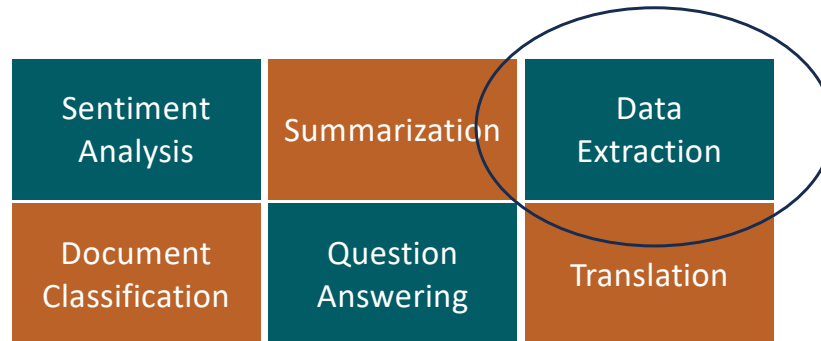 Sentiment
Analysis
Summarization
Data
Extraction
Document
Classification
Question
Answering
Translation